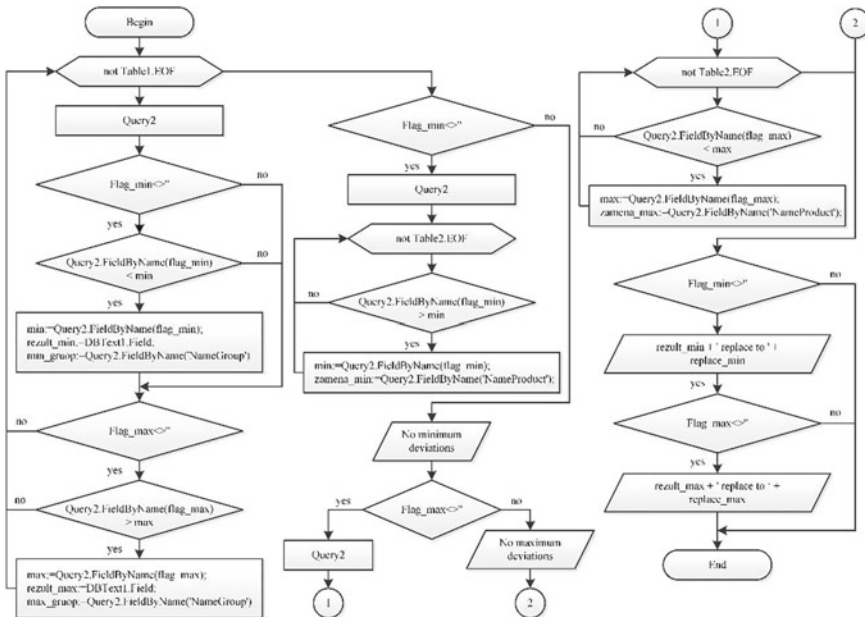 Begin
not Table1.EOF
Query2
Flag_min<>''
no
yes
Query2.FieldByName(flag_min)
< min
no
yes
min:=Query2.FieldByName(flag_min);
rezult_min:=DBText1.Field;
min_gruop:=Query2.FieldByName('NameGroup')
no
Flag_max<>''
yes
no
Query2.FieldByName(flag_max)
> max
yes
max:=Query2.FieldByName(flag_max);
rezult_max:=DBText1.Field;
max_gruop:=Query2.FieldByName('NameGroup')
Flag_min<>''
no
yes
Query2
not Table2.EOF
no
Query2.FieldByName(flag_min)
> min
yes
min:=Query2.FieldByName(flag_min);
zamena_min:=Query2.FieldByName('NameProduct');
No minimum
deviations
yes
Flag_max<>''
no
Query2
No maximum
deviations
1
2
1
2
not Table2.EOF
no
Query2.FieldByName(flag_max)
< max
yes
max:=Query2.FieldByName(flag_max);
zamena_max:=Query2.FieldByName('NameProduct');
Flag_min<>''
no
yes
rezult_min + ' replace to ' +
replace_min
yes
Flag_max<>''
no
yes
rezult_max + ' replace to ' +
replace_max
End